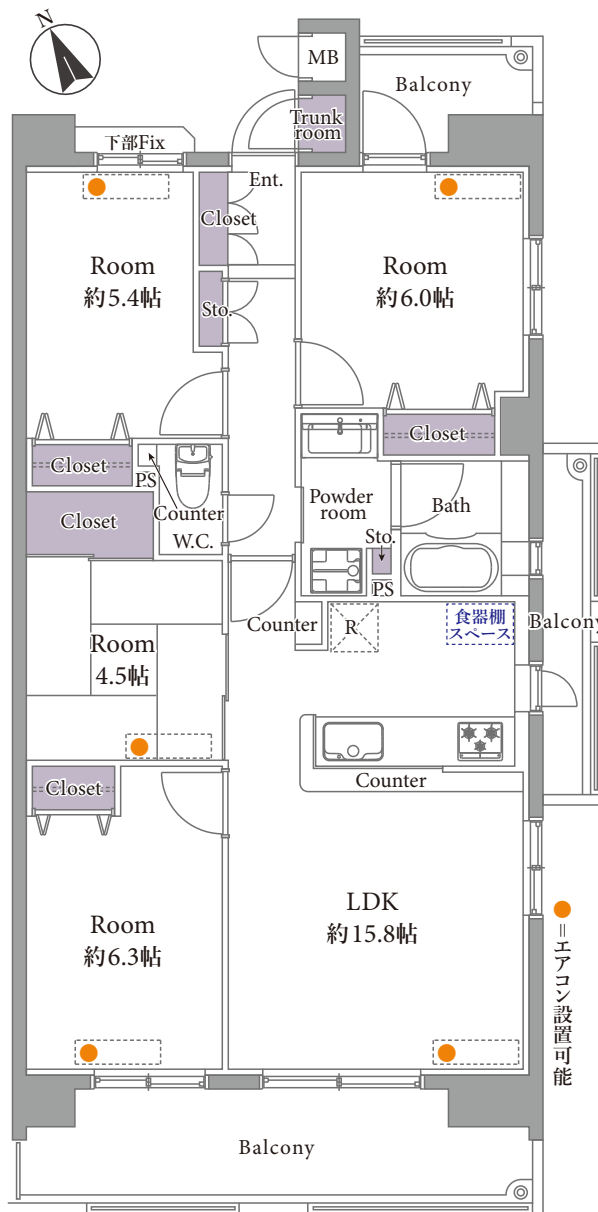 N
MB
Balcony
Trunk
room
下部Fix
Ent.
Closet
Room
約5.4帖
Room
約6.0帖
Sto.
Closet
Closet
PS
Counter
W.C.
Closet
Powder
room
Bath
Sto.
PS
Counter
R
食器棚
スペース
Balcony
Room
4.5帖
Counter
Closet
LDK
約15.8帖
Room
約6.3帖
=エアコン設置可能
Balcony